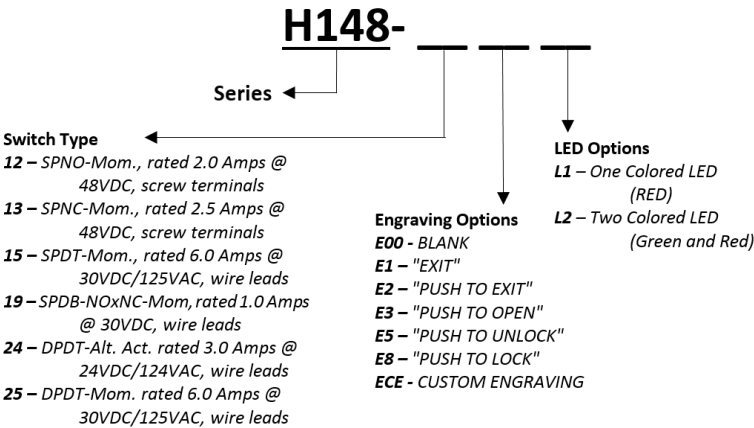 H148- __ __ __
Series
Switch Type
12 – SPNO-Mom., rated 2.0 Amps @
48VDC, screw terminals
13 – SPNC-Mom., rated 2.5 Amps @
48VDC, screw terminals
15 – SPDT-Mom., rated 6.0 Amps @
30VDC/125VAC, wire leads
19 – SPDB-NOxNC-Mom, rated 1.0 Amps
@ 30VDC, wire leads
24 – DPDT-Alt. Act. rated 3.0 Amps @
24VDC/124VAC, wire leads
25 – DPDT-Mom. rated 6.0 Amps @
30VDC/125VAC, wire leads
Engraving Options
E00 - BLANK
E1 – "EXIT"
E2 – "PUSH TO EXIT"
E3 – "PUSH TO OPEN"
E5 – "PUSH TO UNLOCK"
E8 – "PUSH TO LOCK"
ECE - CUSTOM ENGRAVING
LED Options
L1 – One Colored LED
(RED)
L2 – Two Colored LED
(Green and Red)